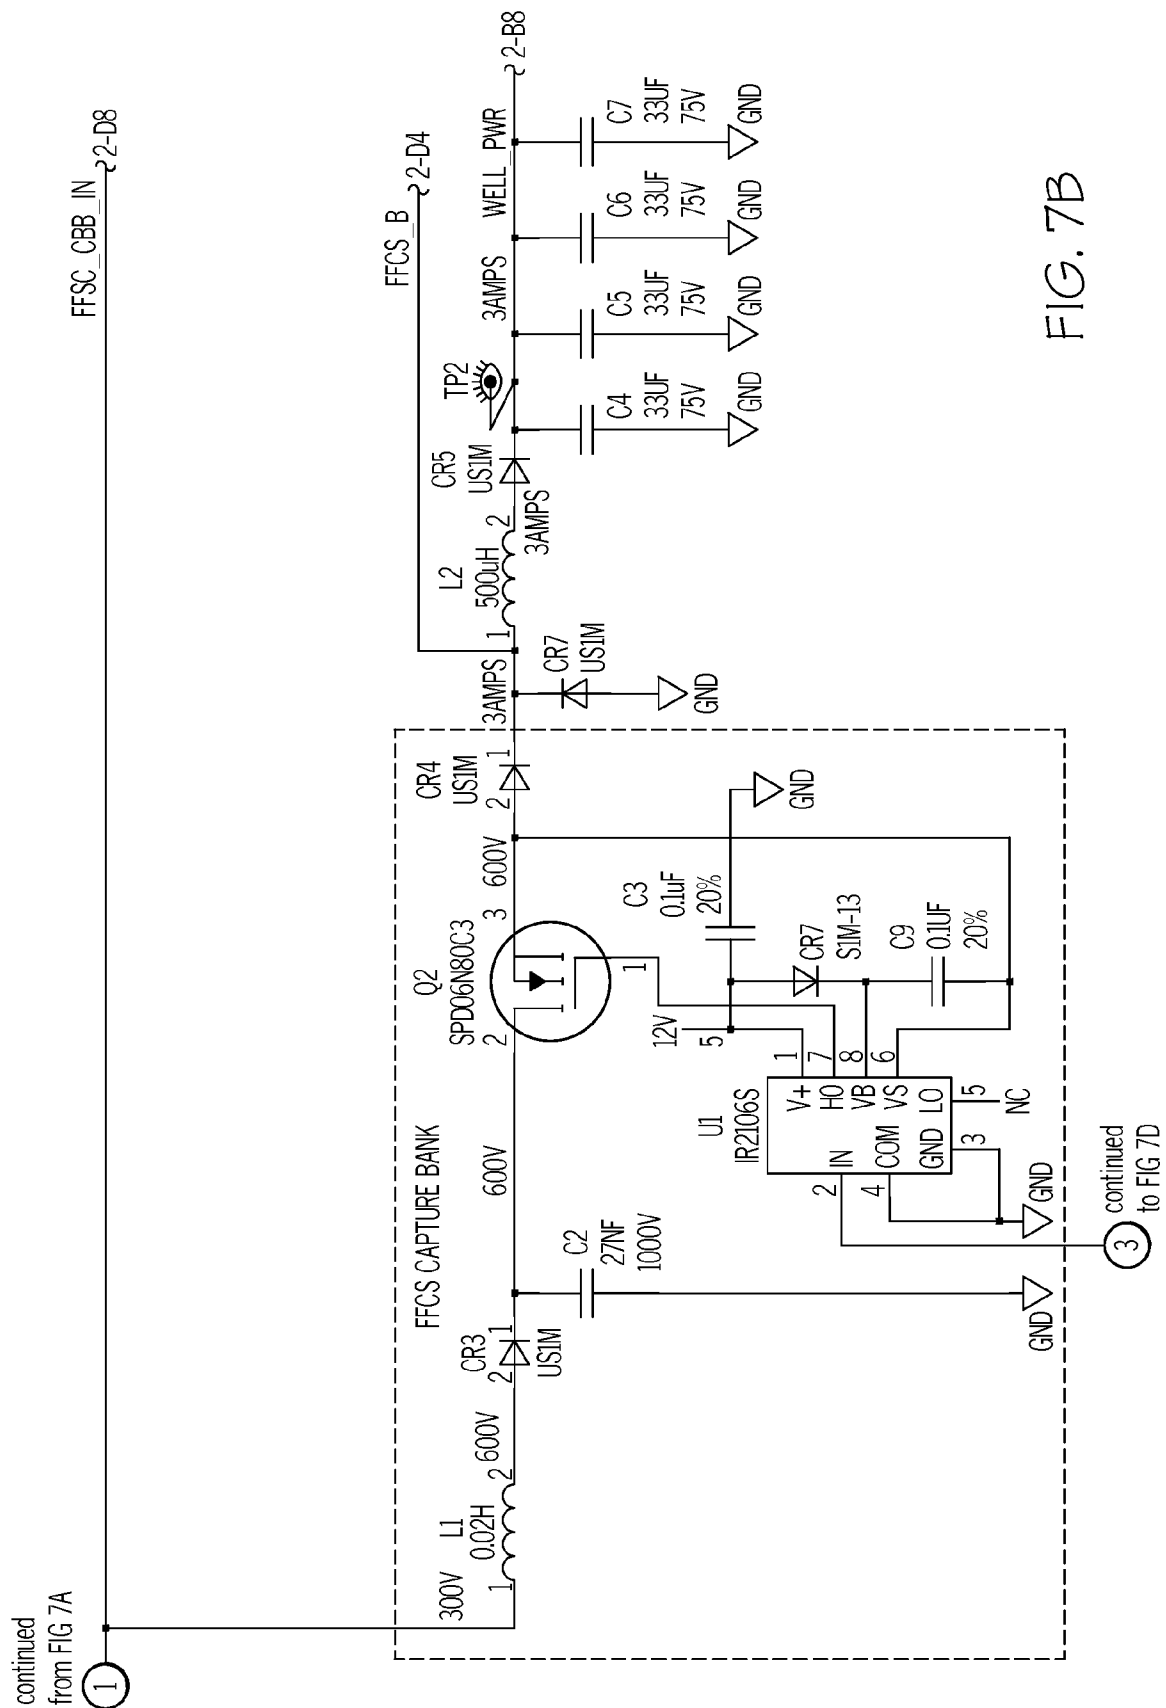 continued
from FIG 7A
1
FFSC_CBB_IN
2-D8
FFCS_B
2-D4
300V
1
L1
0.02H
2
600V
CR3
2
1
US1M
FFCS CAPTURE BANK
C2
27NF
1000V
GND
600V
Q2
SPD06N80C3
2
3
1
600V
CR4
US1M
2
1
3AMPS
CR7
US1M
GND
1
L2
500uH
2
3AMPS
CR5
US1M
TP2
3AMPS
WELL_PWR
2-B8
C4
33UF
75V
GND
C5
33UF
75V
GND
C6
33UF
75V
GND
C7
33UF
75V
GND
12V
5
C3
0.1uF
20%
GND
CR7
S1M-13
C9
0.1UF
20%
U1
IR2106S
2
IN
4
COM
GND
3
V+
1
HO
7
VB
8
VS
6
LO
5
NC
GND
3
continued
to FIG 7D
FIG. 7B